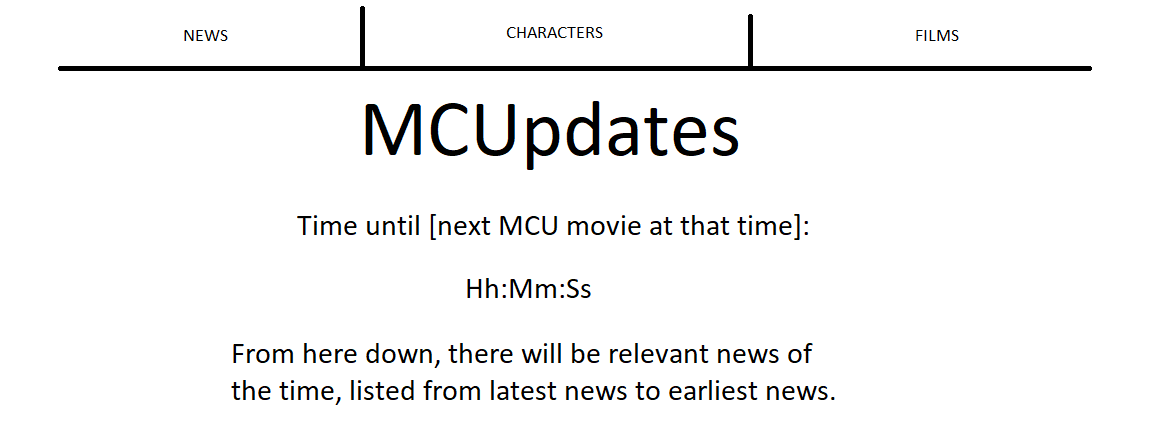 NEWS
CHARACTERS
FILMS
MCUpdates
Time until [next MCU movie at that time]:
Hh:Mm:Ss
From here down, there will be relevant news of
the time, listed from latest news to earliest news.